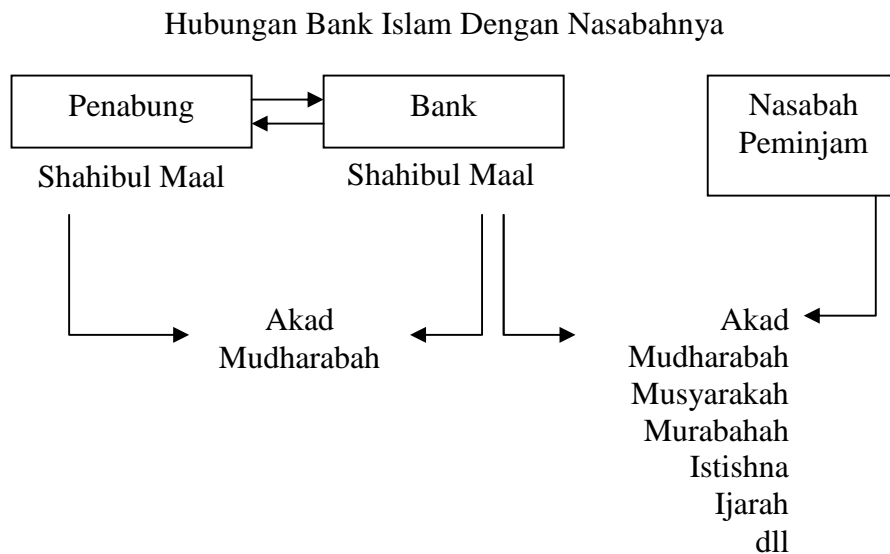 Hubungan Bank Islam Dengan Nasabahnya
Penabung
Bank
Nasabah
Peminjam
Shahibul Maal
Shahibul Maal
Akad
Mudharabah
Akad
Mudharabah
Musyarakah
Murabahah
Istishna
Ijarah
dll